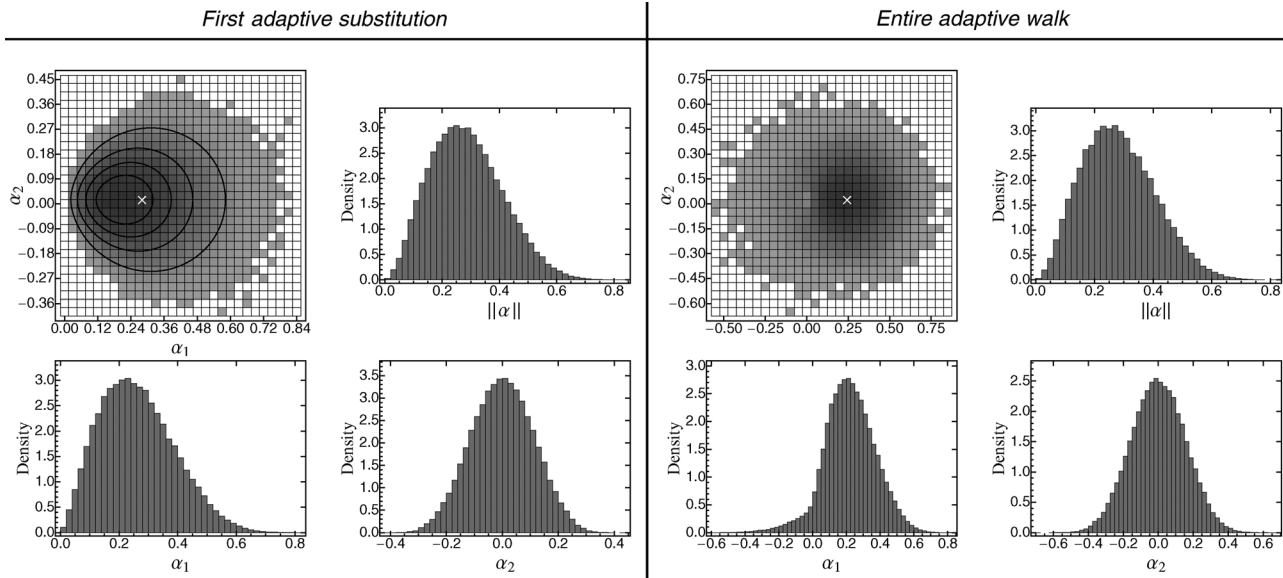 First adaptive substitution
Entire adaptive walk
0.45
0.36
0.27
0.18
0.09
0.00
−0.09
−0.18
−0.27
−0.36
α2
0.00 0.12 0.24 0.36 0.48 0.60 0.72 0.84
α1
3.0
2.5
2.0
1.5
1.0
0.5
0.0
Density
0.0 0.2 0.4 0.6 0.8
||α||
0.75
0.60
0.45
0.30
0.15
0.00
−0.15
−0.30
−0.45
−0.60
α2
−0.50 −0.25 0.00 0.25 0.50 0.75
3.0
2.5
2.0
1.5
1.0
0.5
0.0
Density
0.0 0.2 0.4 0.6 0.8
||α||
3.0
2.5
2.0
1.5
1.0
0.5
0.0
Density
0.0 0.2 0.4 0.6 0.8
α1
3.5
3.0
2.5
2.0
1.5
1.0
0.5
0.0
Density
−0.4 −0.2 0.0 0.2 0.4
α2
2.5
2.0
1.5
1.0
0.5
0.0
Density
−0.6 −0.4 −0.2 0.0 0.2 0.4 0.6 0.8
α1
2.5
2.0
1.5
1.0
0.5
0.0
Density
−0.6 −0.4 −0.2 0.0 0.2 0.4 0.6
α2